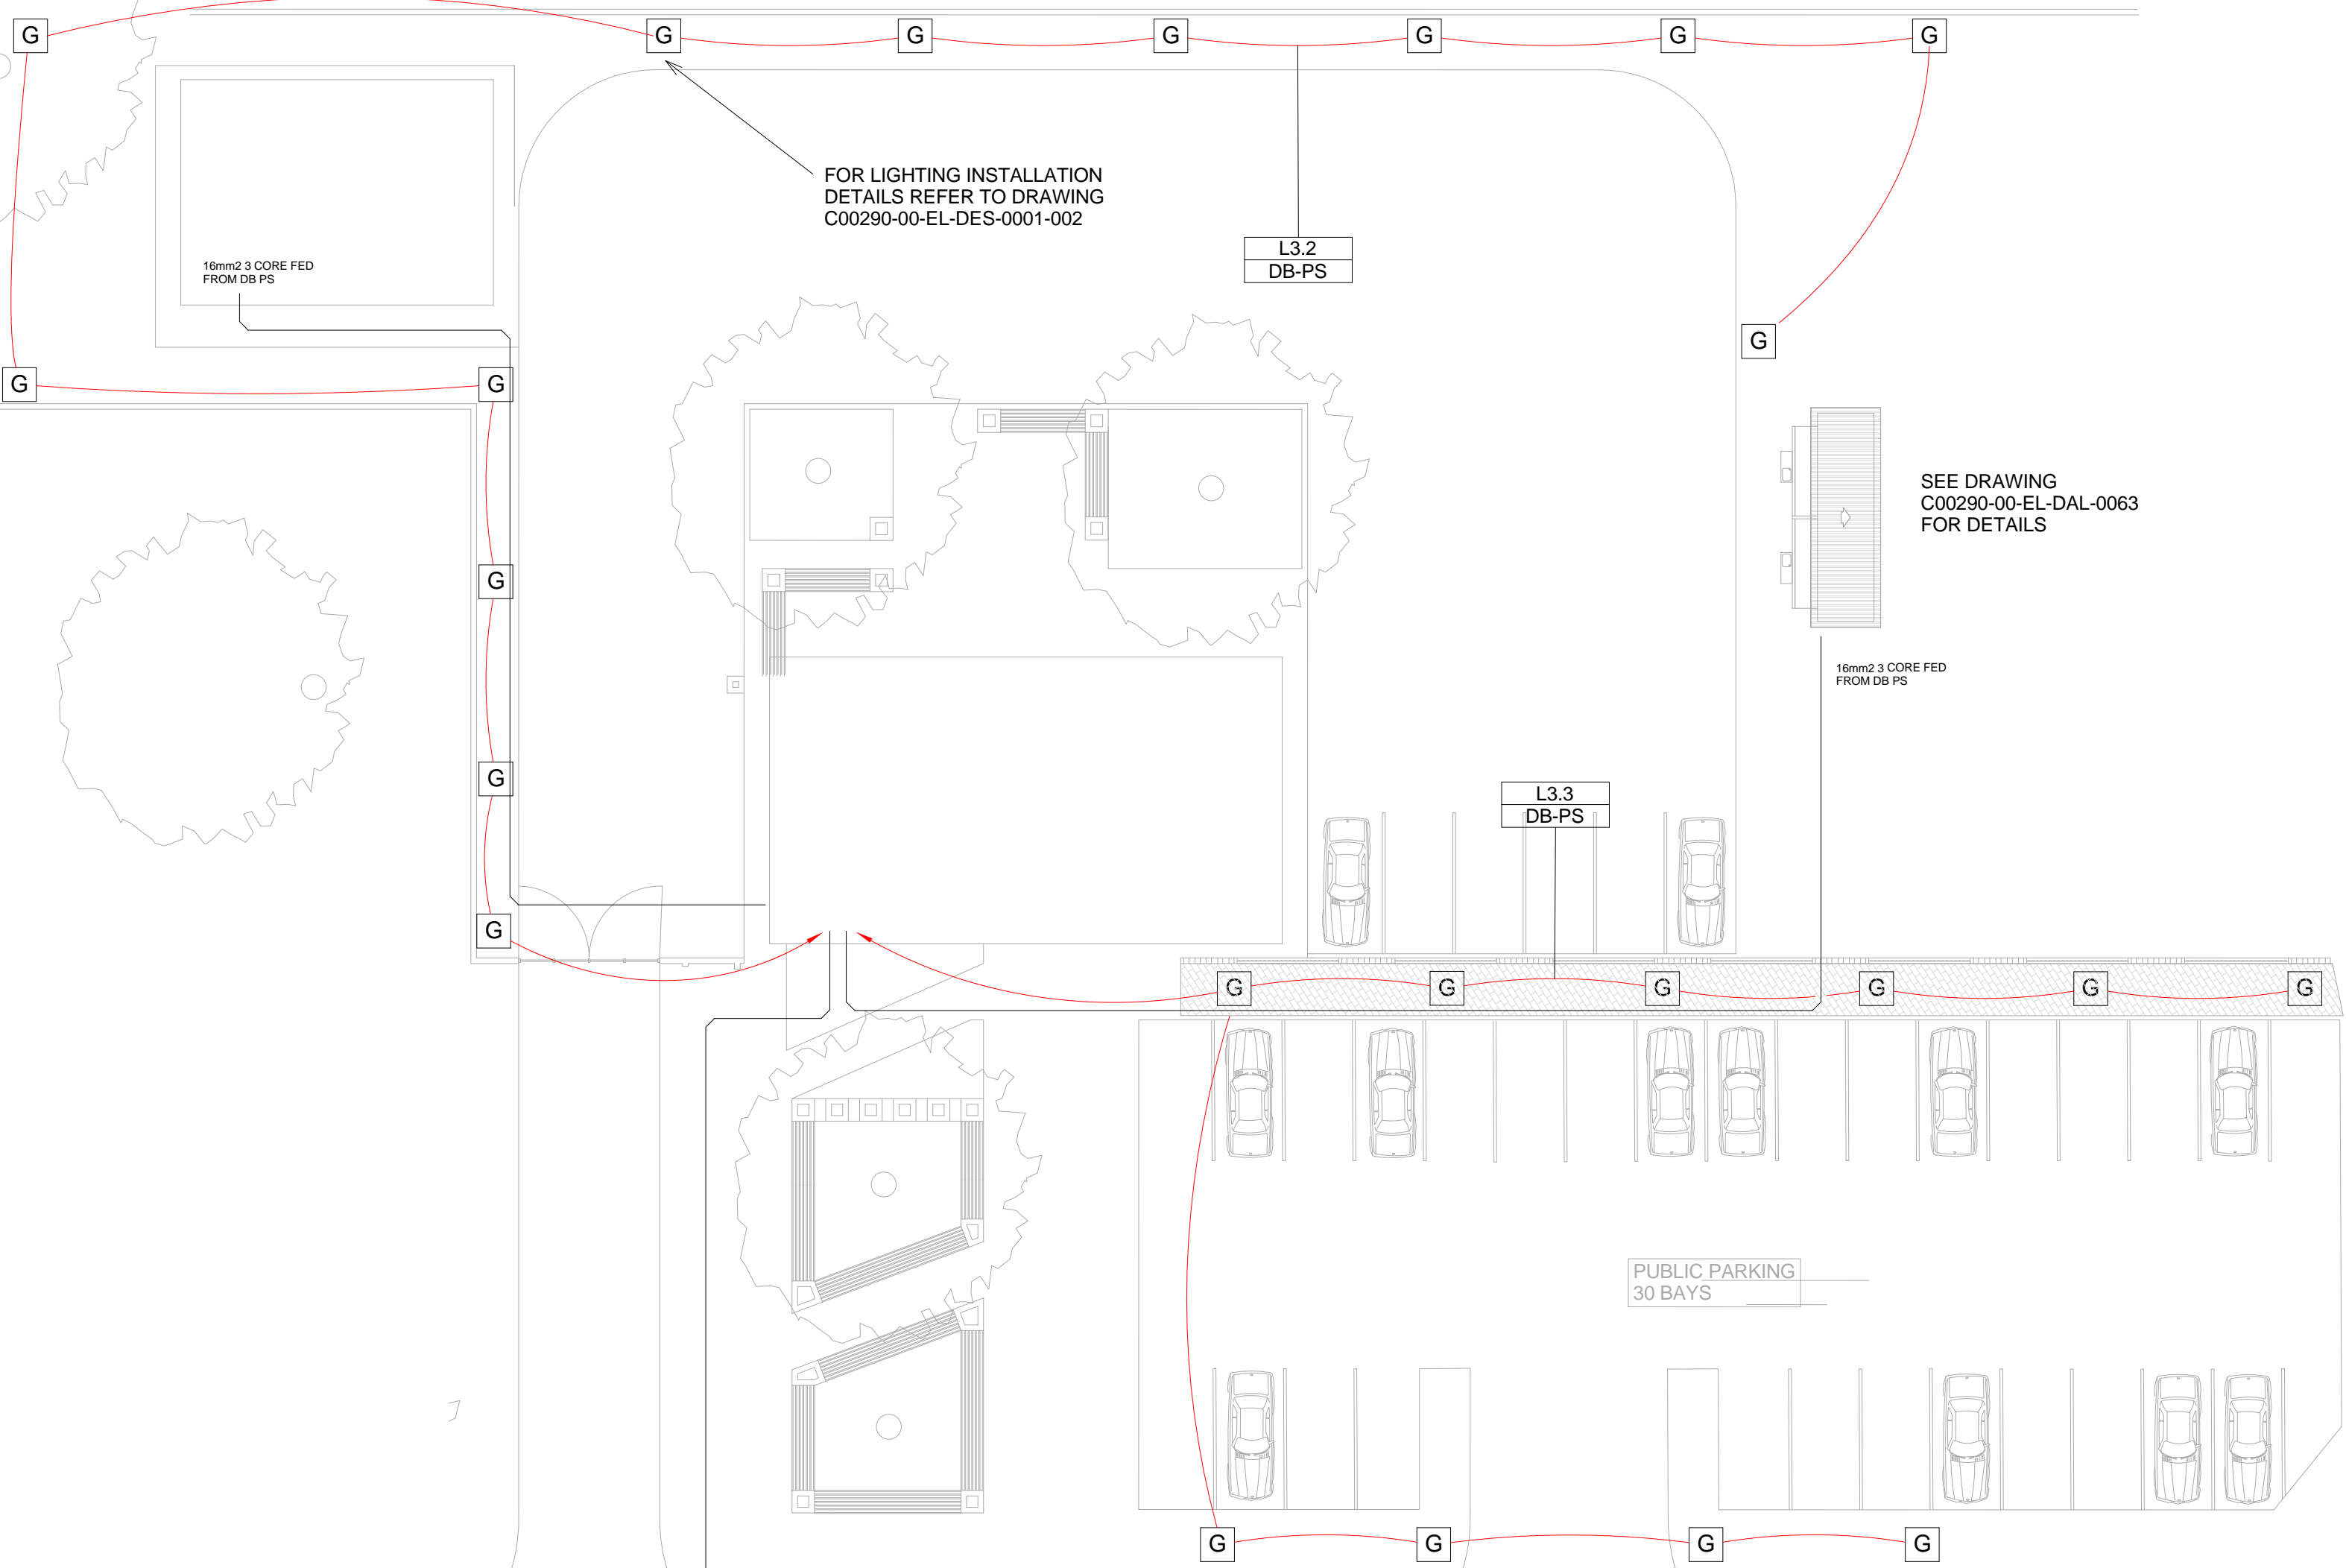 G G G G G G G
FOR LIGHTING INSTALLATION
DETAILS REFER TO DRAWING
C00290-00-EL-DES-0001-002
L3.2
DB-PS
16mm2 3 CORE FED
FROM DB PS
G
G G
SEE DRAWING
C00290-00-EL-DAL-0063
FOR DETAILS
G
16mm2 3 CORE FED
FROM DB PS
G
L3.3
DB-PS
G
G G G G G G
PUBLIC PARKING
30 BAYS
G G G G